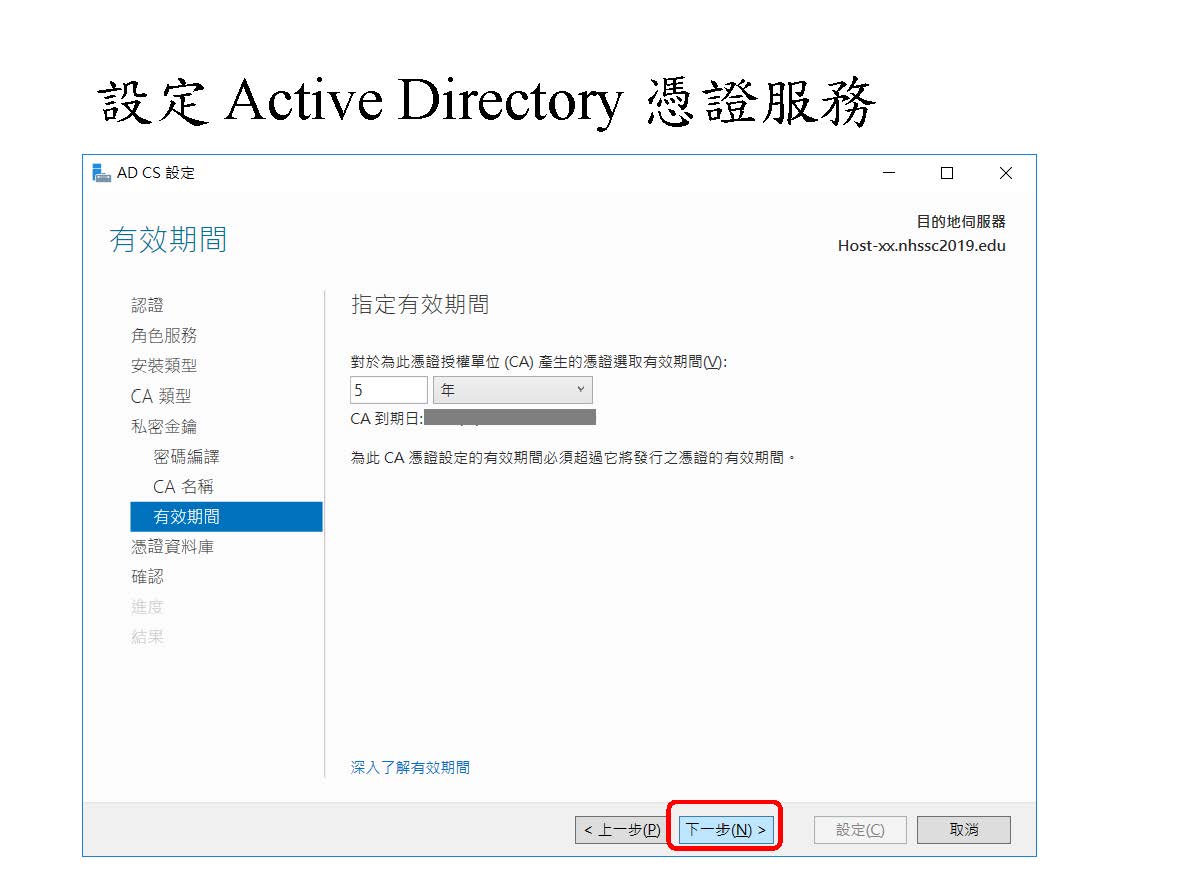 設定 Active Directory 憑證服務
AD CS 設定
有效期間
目的地伺服器
Host-xx.nhssc2019.edu
認證
角色服務
安裝類型
CA 類型
私密金鑰
密碼編譯
CA 名稱
有效期間
憑證資料庫
確認
進度
結果
指定有效期間
對於為此憑證授權單位 (CA) 產生的憑證選取有效期間(V):
5 年
CA 到期日:
為此 CA 憑證設定的有效期間必須超過它將發行之憑證的有效期間。
深入了解有效期間
< 上一步(P) 下一步(N) > 設定(C) 取消